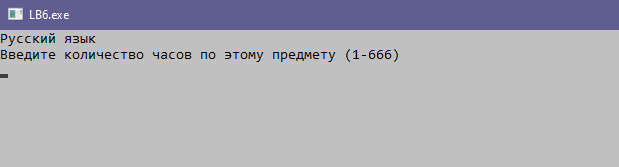 LB6.exe
Русский язык
Введите количество часов по этому предмету (1-666)